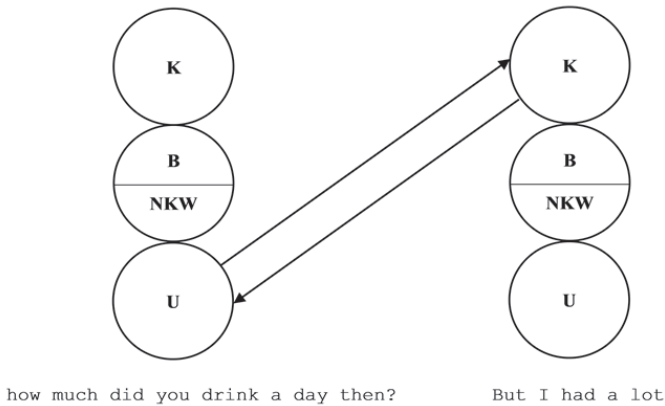 K K
B B
NKW NKW
U U
how much did you drink a day then? But I had a lot